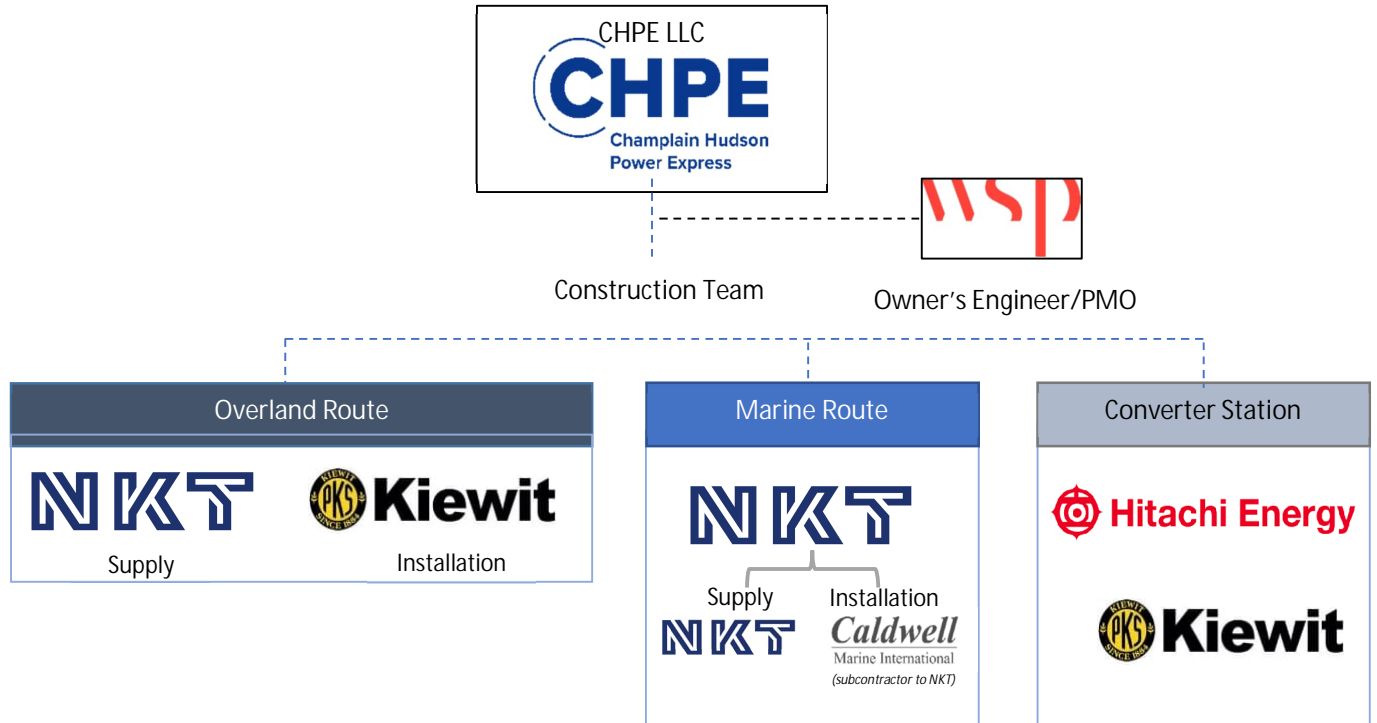 CHPE LLC
CHPE
Champlain Hudson
Power Express
wsp
Construction Team
Owner's Engineer/PMO
Overland Route
Marine Route
Converter Station
NKT
KIEWIT
PKS
SINCE 1884
Kiewit
Supply
Installation
NKT
Supply
Installation
NKT
Caldwell
Marine International
(subcontractor to NKT)
Hitachi Energy
KIEWIT
PKS
SINCE 1884
Kiewit